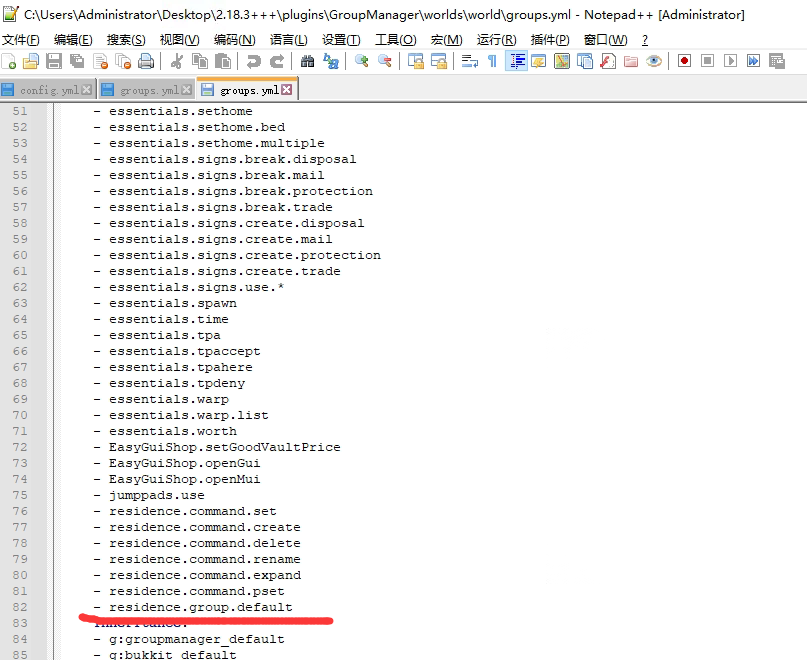 C:\Users\Administrator\Desktop\2.18.3+++\plugins\GroupManager\worlds\world\groups.yml - Notepad++ [Administrator]
文件(F) 编辑(E) 搜索(S) 视图(V) 编码(N) 语言(L) 设置(T) 工具(O) 宏(M) 运行(R) 插件(P) 窗口(W) ?
config.yml groups.yml groups.yml
51 - essentials.sethome
52 - essentials.sethome.bed
53 - essentials.sethome.multiple
54 - essentials.signs.break.disposal
55 - essentials.signs.break.mail
56 - essentials.signs.break.protection
57 - essentials.signs.break.trade
58 - essentials.signs.create.disposal
59 - essentials.signs.create.mail
60 - essentials.signs.create.protection
61 - essentials.signs.create.trade
62 - essentials.signs.use.*
63 - essentials.spawn
64 - essentials.time
65 - essentials.tpa
66 - essentials.tpaccept
67 - essentials.tpahere
68 - essentials.tpdeny
69 - essentials.warp
70 - essentials.warp.list
71 - essentials.worth
72 - EasyGuiShop.setGoodVaultPrice
73 - EasyGuiShop.openGui
74 - EasyGuiShop.openMui
75 - jumppads.use
76 - residence.command.set
77 - residence.command.create
78 - residence.command.delete
79 - residence.command.rename
80 - residence.command.expand
81 - residence.command.pset
82 - residence.group.default
83 inheritance:
84 - g:groupmanager_default
85 - g:bukkit_default